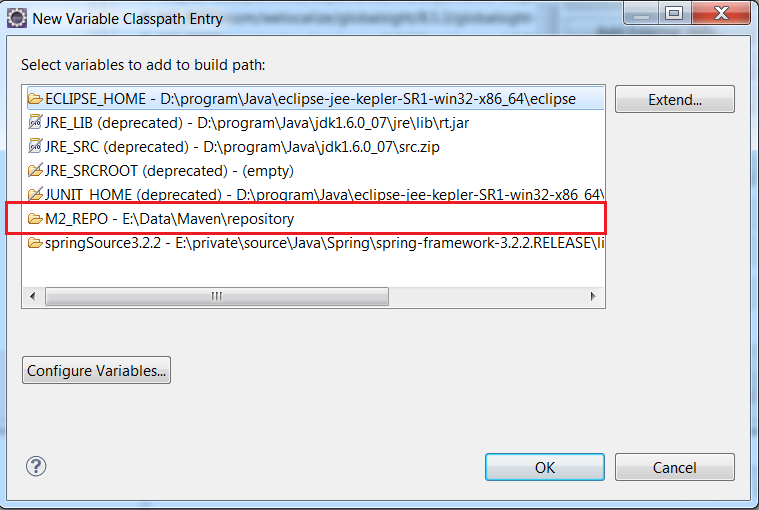 New Variable Classpath Entry
Select variables to add to build path:
ECLIPSE_HOME - D:\program\Java\eclipse-jee-kepler-SR1-win32-x86_64\eclipse
Extend...
JRE_LIB (deprecated) - D:\program\Java\jdk1.6.0_07\jre\lib\rt.jar
JRE_SRC (deprecated) - D:\program\Java\jdk1.6.0_07\src.zip
JRE_SRCROOT (deprecated) - (empty)
JUNIT_HOME (deprecated) - D:\program\Java\eclipse-jee-kepler-SR1-win32-x86_64\
M2_REPO - E:\Data\Maven\repository
springSource3.2.2 - E:\private\source\Java\Spring\spring-framework-3.2.2.RELEASE\li
Configure Variables...
?
OK
Cancel